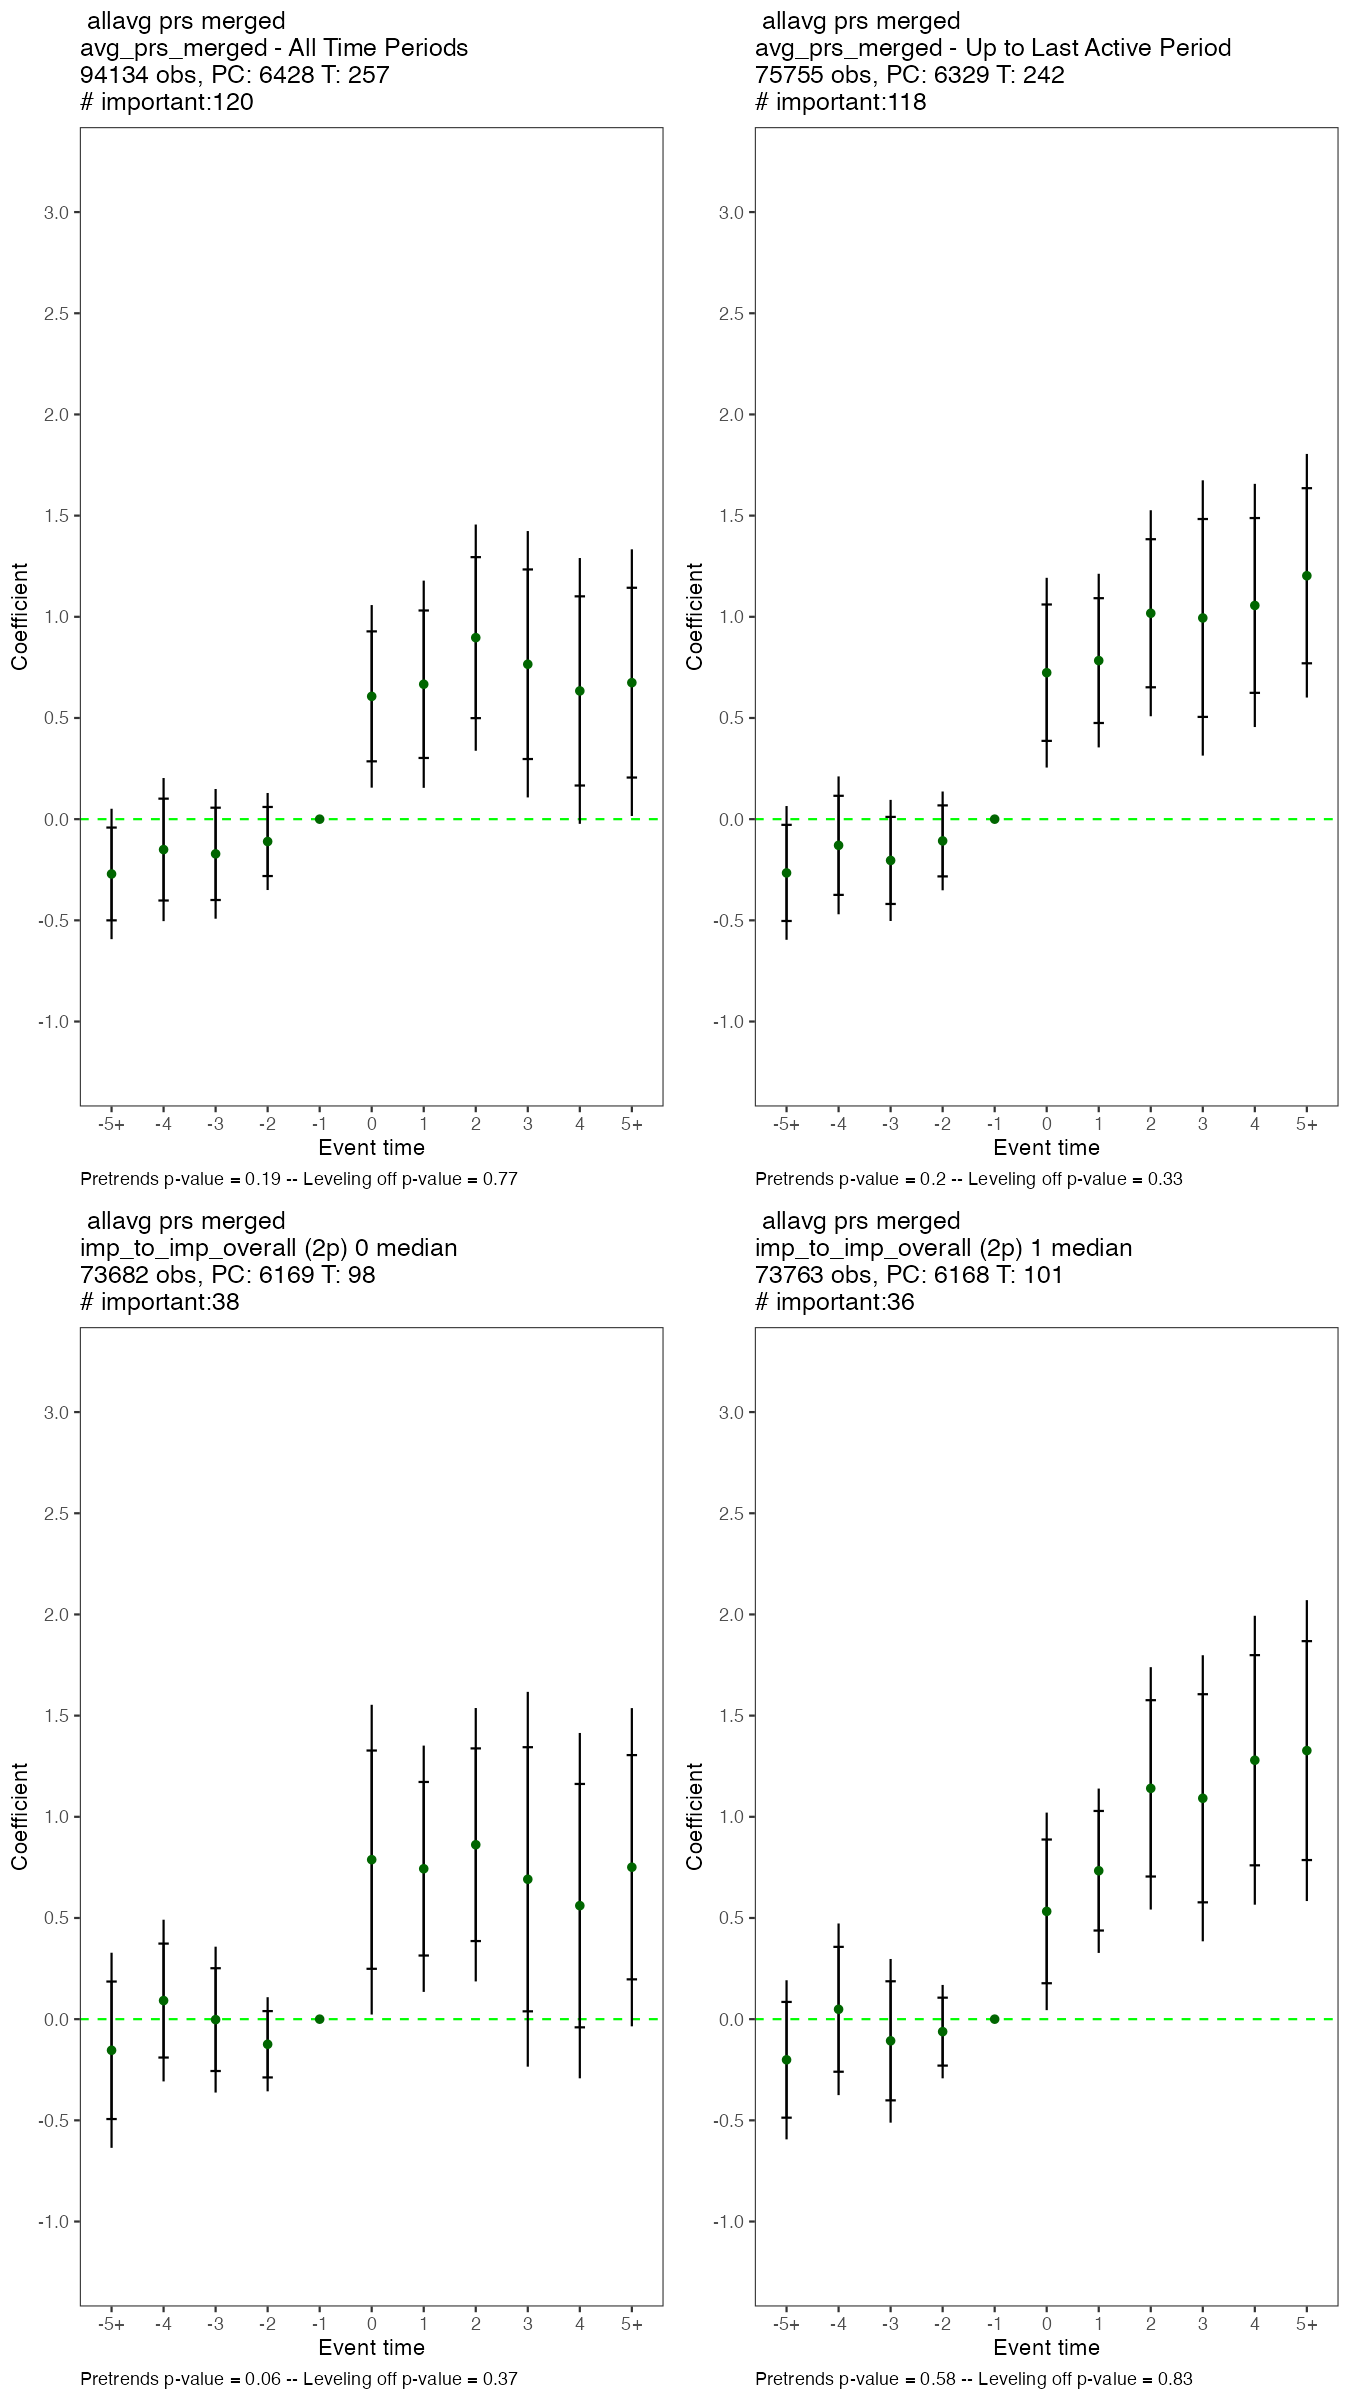 allavg prs merged
avg_prs_merged - All Time Periods
94134 obs, PC: 6428 T: 257
# important:120
3.0
2.5
2.0
1.5
1.0
0.5
0.0
-0.5
-1.0
Coefficient
-5+ -4 -3 -2 -1 0 1 2 3 4 5+
Event time
Pretrends p-value = 0.19 -- Leveling off p-value = 0.77
allavg prs merged
avg_prs_merged - Up to Last Active Period
75755 obs, PC: 6329 T: 242
# important:118
3.0
2.5
2.0
1.5
1.0
0.5
0.0
-0.5
-1.0
Coefficient
-5+ -4 -3 -2 -1 0 1 2 3 4 5+
Event time
Pretrends p-value = 0.2 -- Leveling off p-value = 0.33
allavg prs merged
imp_to_imp_overall (2p) 0 median
73682 obs, PC: 6169 T: 98
# important:38
3.0
2.5
2.0
1.5
1.0
0.5
0.0
-0.5
-1.0
Coefficient
-5+ -4 -3 -2 -1 0 1 2 3 4 5+
Event time
Pretrends p-value = 0.06 -- Leveling off p-value = 0.37
allavg prs merged
imp_to_imp_overall (2p) 1 median
73763 obs, PC: 6168 T: 101
# important:36
3.0
2.5
2.0
1.5
1.0
0.5
0.0
-0.5
-1.0
Coefficient
-5+ -4 -3 -2 -1 0 1 2 3 4 5+
Event time
Pretrends p-value = 0.58 -- Leveling off p-value = 0.83